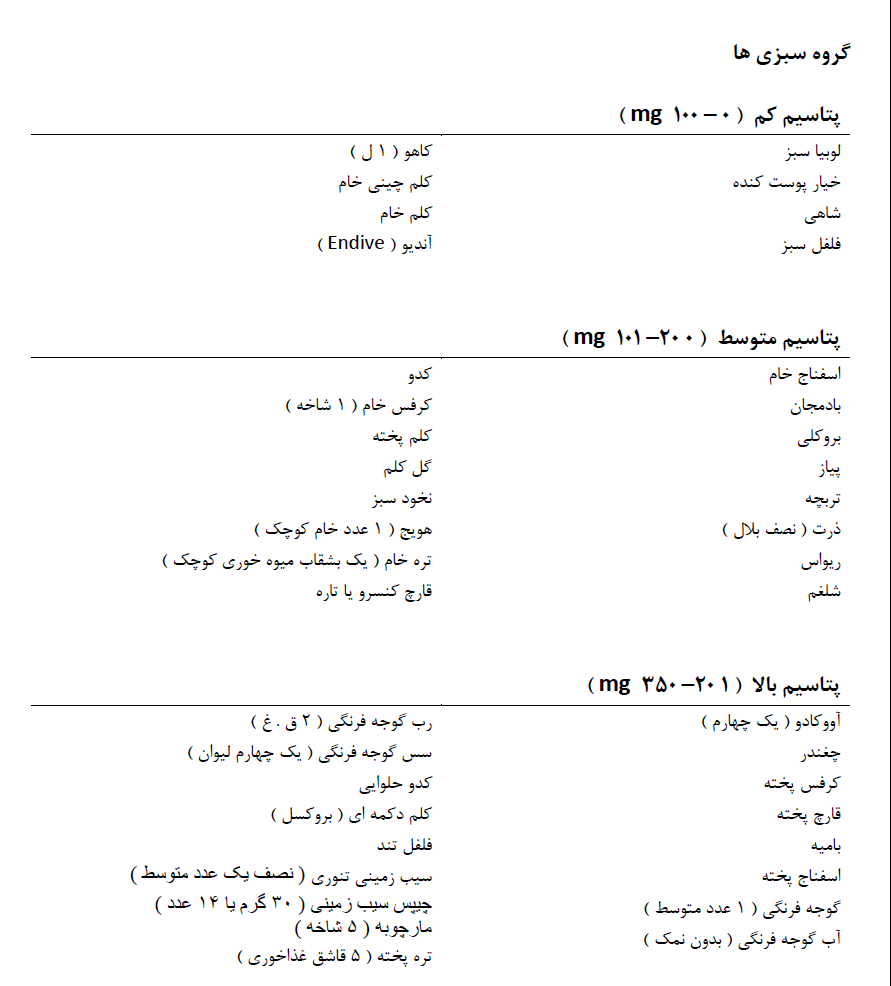 گروه سبزی ها
پتاسیم کم ( ۰ – ۱۰۰ mg )
لوبیا سبز
خیار پوست کنده
شاهی
فلفل سبز
کاهو ( ۱ ل )
کلم چینی خام
کلم خام
آندیو ( Endive )
پتاسیم متوسط ( ۲۰۰ – ۱۰۱ mg )
اسفناج خام
بادمجان
بروکلی
پیاز
تربچه
ذرت ( نصف بلال )
ریواس
شلغم
کدو
کرفس خام ( ۱ شاخه )
کلم پخته
گل کلم
نخود سبز
هویج ( ۱ عدد خام کوچک )
تره خام ( یک بشقاب میوه خوری کوچک )
قارچ کنسرو یا تاره
پتاسیم بالا ( ۲۰۱ – ۳۵۰ mg )
آووکادو ( یک چهارم )
چغندر
کرفس پخته
قارچ پخته
بامیه
اسفناج پخته
گوجه فرنگی ( ۱ عدد متوسط )
آب گوجه فرنگی ( بدون نمک )
رب گوجه فرنگی ( ۲ ق . غ )
سس گوجه فرنگی ( یک چهارم لیوان )
کدو حلوایی
کلم دکمه ای ( بروکسل )
فلفل تند
سیب زمینی تنوری ( نصف یک عدد متوسط )
چیپس سیب زمینی ( ۳۰ گرم یا ۱۴ عدد )
مارچوبه ( ۵ شاخه )
تره پخته ( ۵ قاشق غذاخوری )